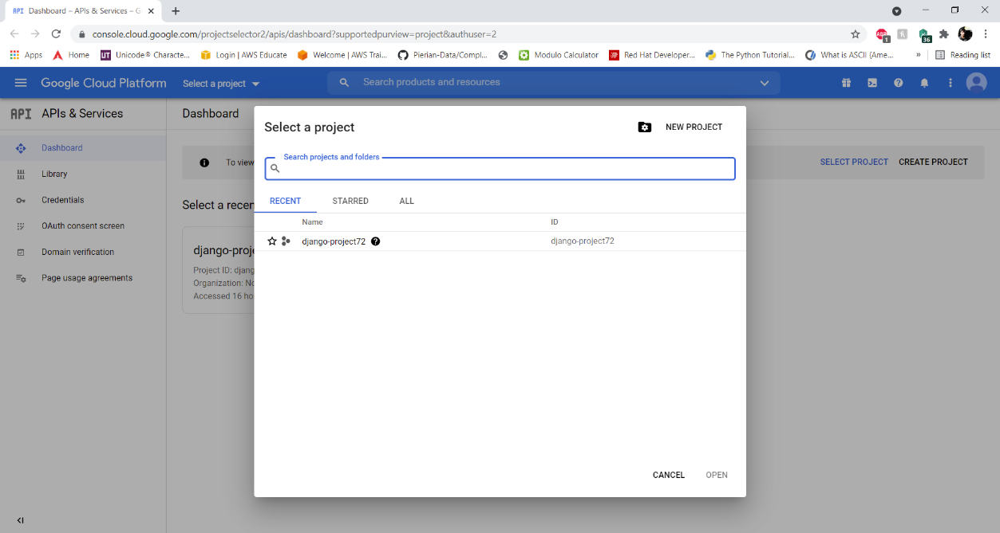 API Dashboard – APIs & Services – G
console.cloud.google.com/projectselector2/apis/dashboard?supportedpurview=project&authuser=2
ABP 1 36
Apps Home UT Unicode® Characte... Login | AWS Educate Welcome | AWS Trai... Pierian-Data/Compl... Modulo Calculator Red Hat Developer... The Python Tutorial... What is ASCII (Ame... » Reading list
Google Cloud Platform Select a project Search products and resources
API APIs & Services Dashboard
Select a project NEW PROJECT
Dashboard
Search projects and folders
To view SELECT PROJECT CREATE PROJECT
Library
Credentials
RECENT STARRED ALL
Select a recen
Name ID
OAuth consent screen
django-project72 django-project72
django-proje
Domain verification
Project ID: djang
Page usage agreements
Organization: No
Accessed 16 ho
CANCEL OPEN